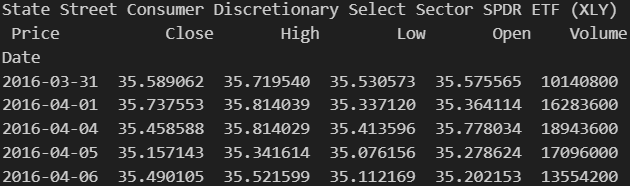 State Street Consumer Discretionary Select Sector SPDR ETF (XLY)
Price Close High Low Open Volume
Date
2016-03-31 35.589062 35.719540 35.530573 35.575565 10140800
2016-04-01 35.737553 35.814039 35.337120 35.364114 16283600
2016-04-04 35.458588 35.814029 35.413596 35.778034 18943600
2016-04-05 35.157143 35.341614 35.076156 35.278624 17096000
2016-04-06 35.490105 35.521599 35.112169 35.202153 13554200